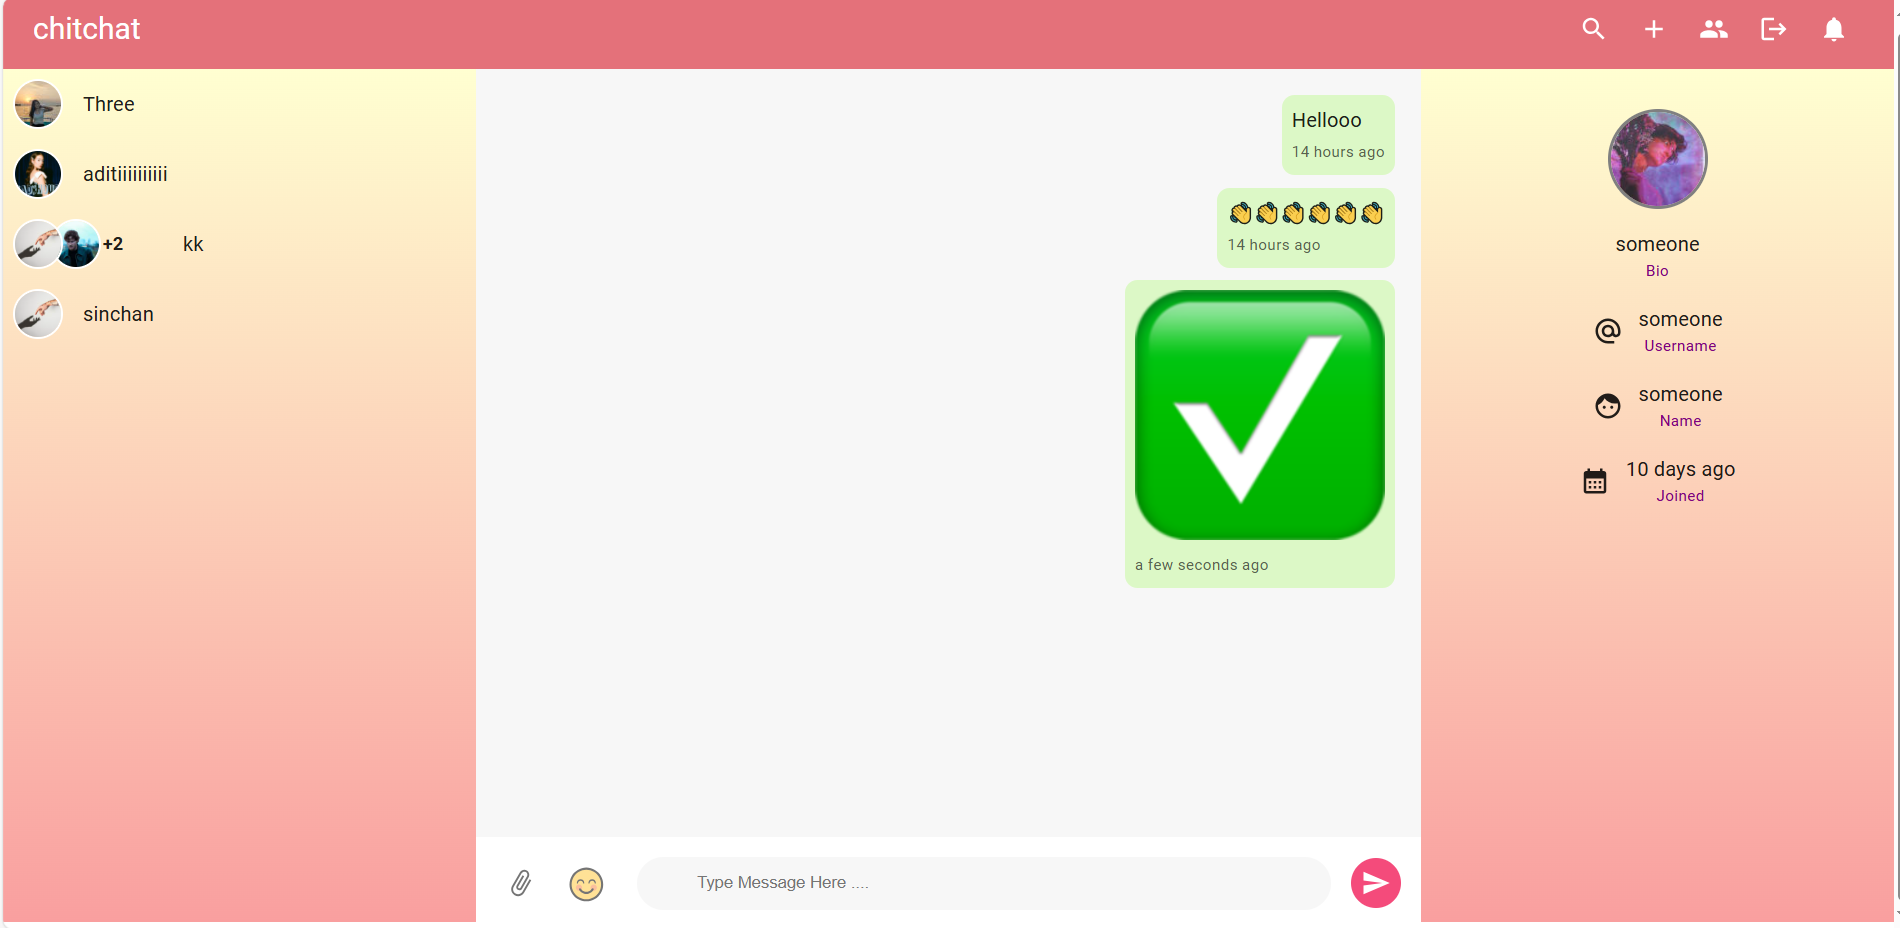 chitchat
Three
aditiiiiiiiiii
+2 kk
sinchan
Hellooo
14 hours ago
👏👏👏👏👏👏
14 hours ago
a few seconds ago
Type Message Here ....
someone
Bio
someone
Username
someone
Name
10 days ago
Joined